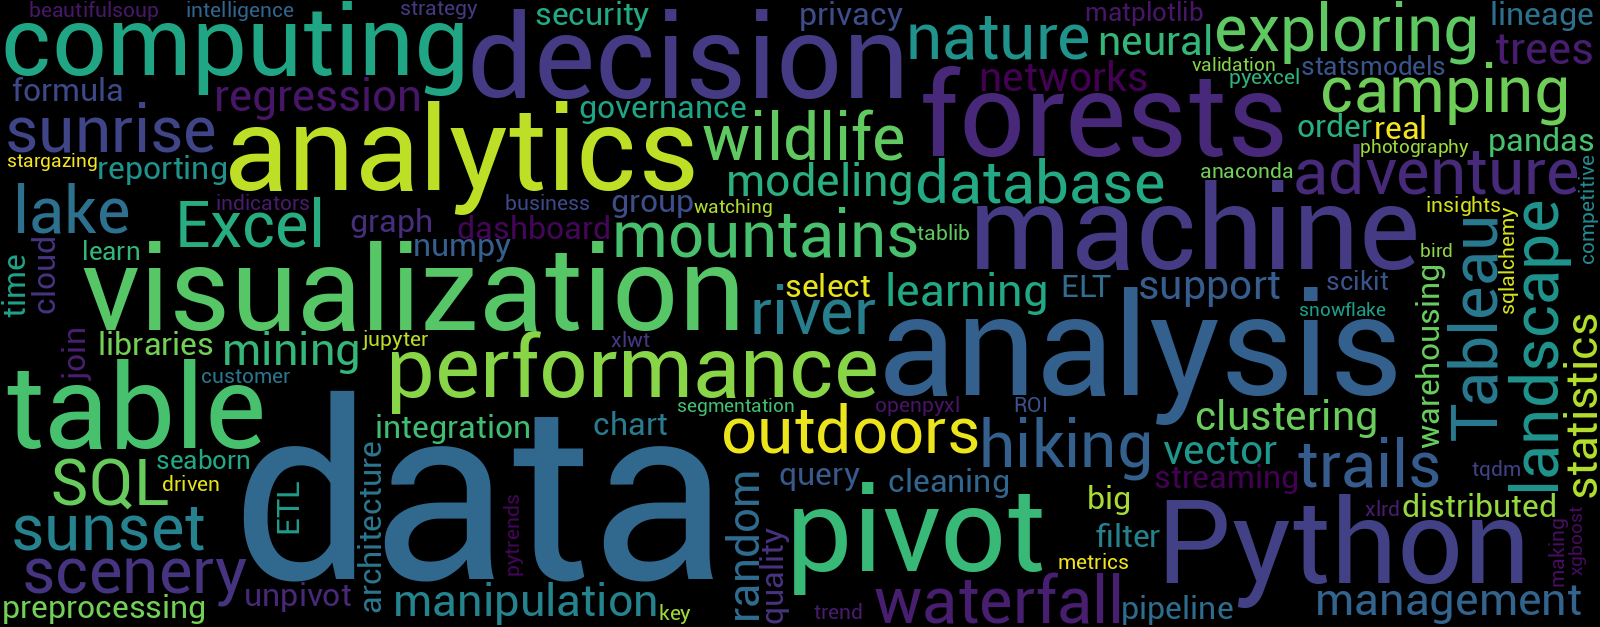 beautifulsoup
intelligence
strategy
security
privacy
matplotlib
lineage
computing
decision
nature
neural
exploring
trees
validation
pyexcel
statsmodels
networks
formula
regression
governance
forests
camping
sunrise
analytics
wildlife
order
real
pandas
photography
stargazing
reporting
modeling
database
anaconda
adventure
competitive
lake
Excel
indicators
graph
business
group
watching
machine
insights
dashboard
mountains
tablib
sqlalchemy
landscape
Tableau
learn
numpy
bird
time
cloud
visualization
select
river
learning
ELT
support
scikit
warehousing
snowflake
join
libraries
mining
jupyter
xlwt
performance
analysis
statistics
table
customer
segmentation
openpyxl
ROI
integration
chart
outdoors
hiking
clustering
SQL
seaborn
driven
data
architecture
ETL
query
cleaning
vector
streaming
trails
tqdm
sunset
pytrends
random
quality
pivot
big
filter
Python
xlrd
distributed
making
xgboost
metrics
scenery
unpivot
preprocessing
manipulation
key
trend
waterfall
pipeline
management